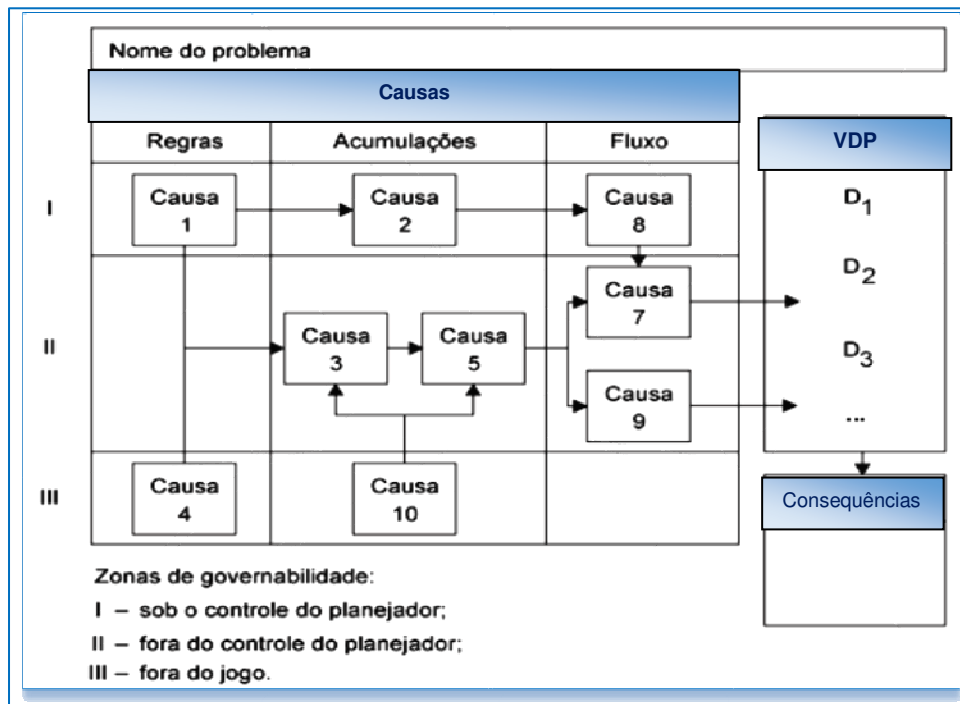 Nome do problema
Causas
Regras Acumulações Fluxo
VDP
I
Causa 1
Causa 2
Causa 8
D1
D2
II
Causa 3
Causa 5
Causa 7
D3
Causa 9
...
III
Causa 4
Causa 10
Consequências
Zonas de governabilidade:
I – sob o controle do planejador;
II – fora do controle do planejador;
III – fora do jogo.